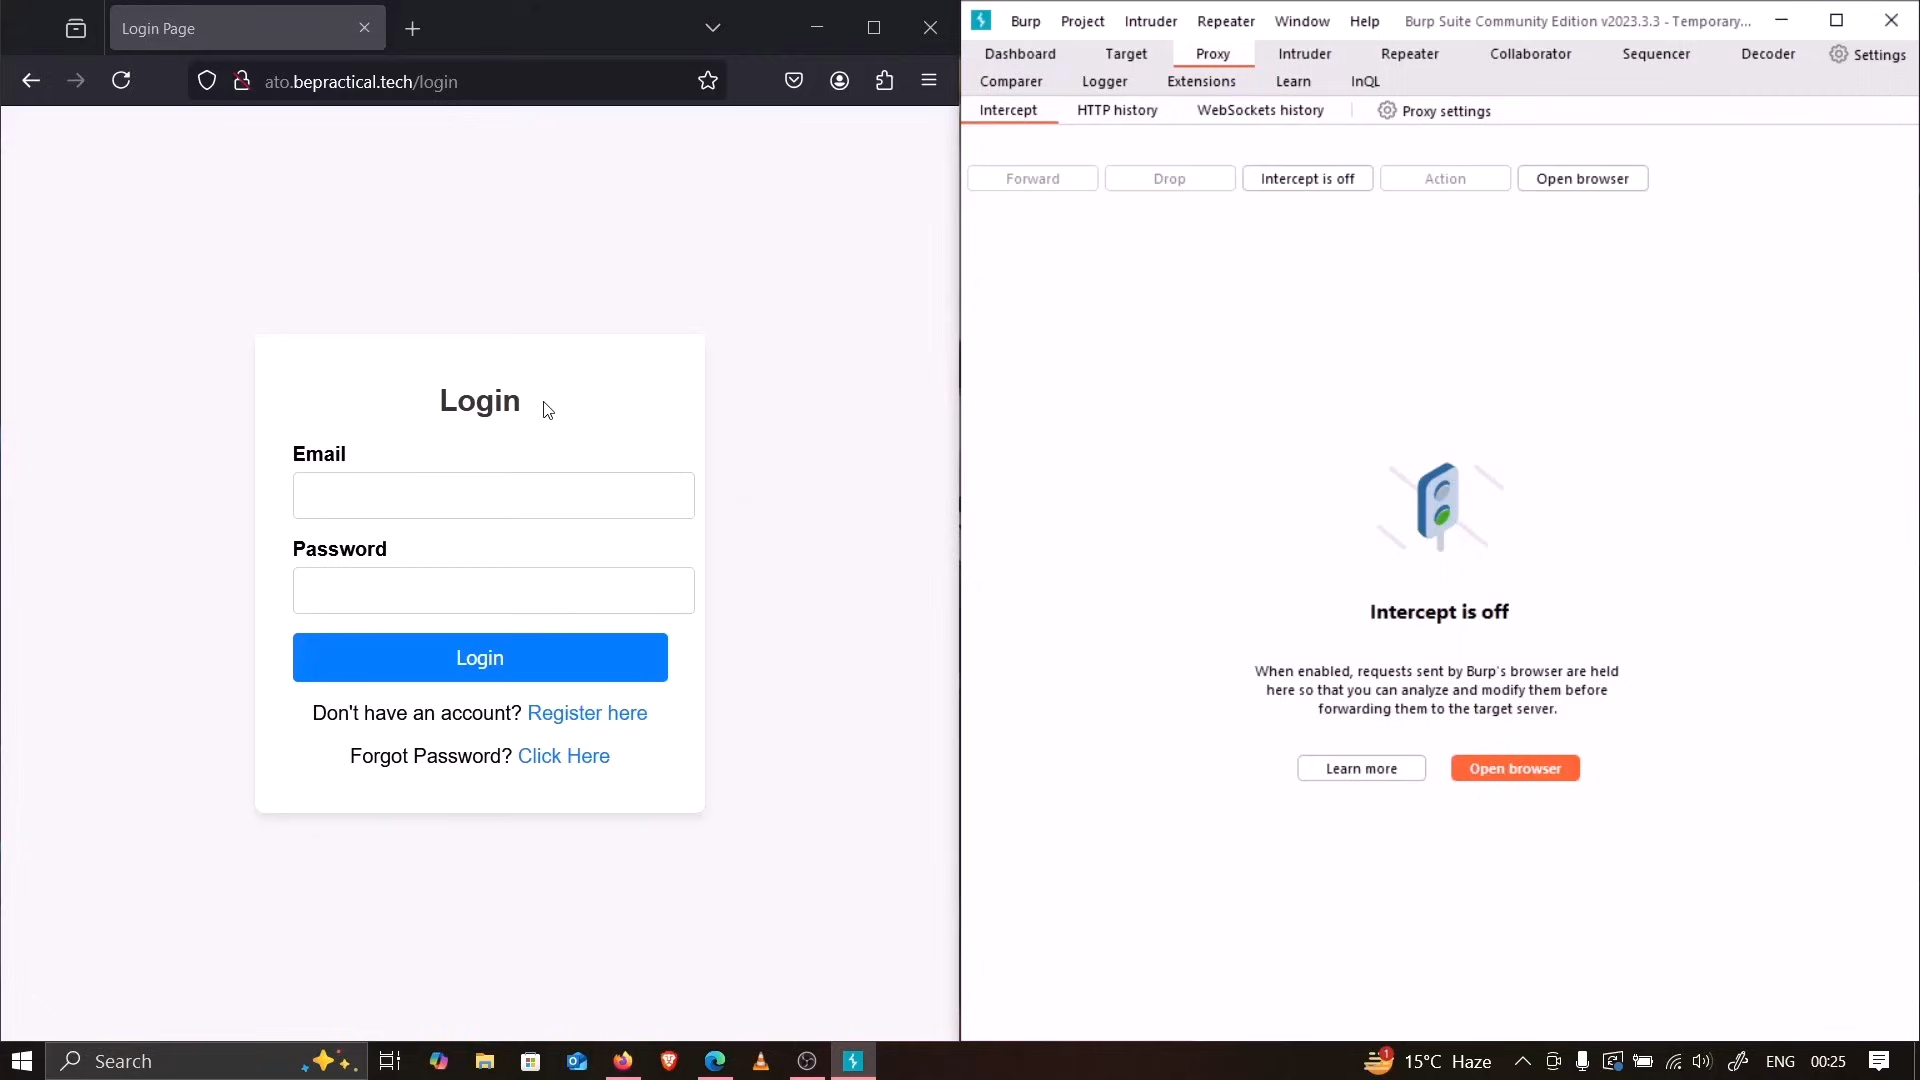 Login Page
ato.bepractical.tech/login
Login
Email
Password
Login
Don't have an account? Register here
Forgot Password? Click Here
Burp Project Intruder Repeater Window Help Burp Suite Community Edition v2023.3.3 - Temporary...
Dashboard Target Proxy Intruder Repeater Collaborator Sequencer Decoder Settings
Comparer Logger Extensions Learn InQL
Intercept HTTP history WebSockets history Proxy settings
Forward Drop Intercept is off Action Open browser
Intercept is off
When enabled, requests sent by Burp's browser are held
here so that you can analyze and modify them before
forwarding them to the target server.
Learn more Open browser
Search 1 15°C Haze ENG 00:25